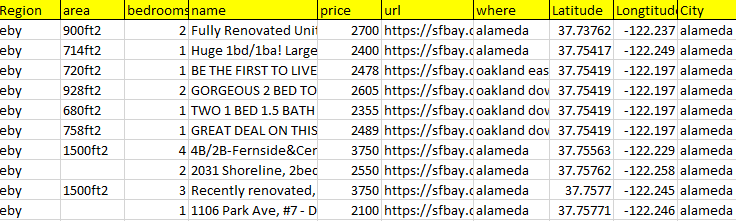 Region area bedrooms name price url where Latitude Longtitude City
eby 900ft2 2 Fully Renovated Unit 2700 https://sfbay.c alameda 37.73762 -122.237 alameda
eby 714ft2 1 Huge 1bd/1ba! Large 2400 https://sfbay.c alameda 37.75417 -122.249 alameda
eby 720ft2 1 BE THE FIRST TO LIVE 2478 https://sfbay.c oakland eas 37.75419 -122.197 alameda
eby 928ft2 2 GORGEOUS 2 BED TO 2605 https://sfbay.c oakland dow 37.75419 -122.197 alameda
eby 680ft2 1 TWO 1 BED 1.5 BATH 2355 https://sfbay.c oakland dow 37.75419 -122.197 alameda
eby 758ft2 1 GREAT DEAL ON THIS 2489 https://sfbay.c oakland dow 37.75419 -122.197 alameda
eby 1500ft2 4 4B/2B-Fernside&Cen 3750 https://sfbay.c alameda 37.75563 -122.229 alameda
eby 2 2031 Shoreline, 2bed 2550 https://sfbay.c alameda 37.75762 -122.258 alameda
eby 1500ft2 3 Recently renovated, 3750 https://sfbay.c alameda 37.7577 -122.245 alameda
eby 1 1106 Park Ave, #7 - D 2100 https://sfbay.c alameda 37.75771 -122.246 alameda